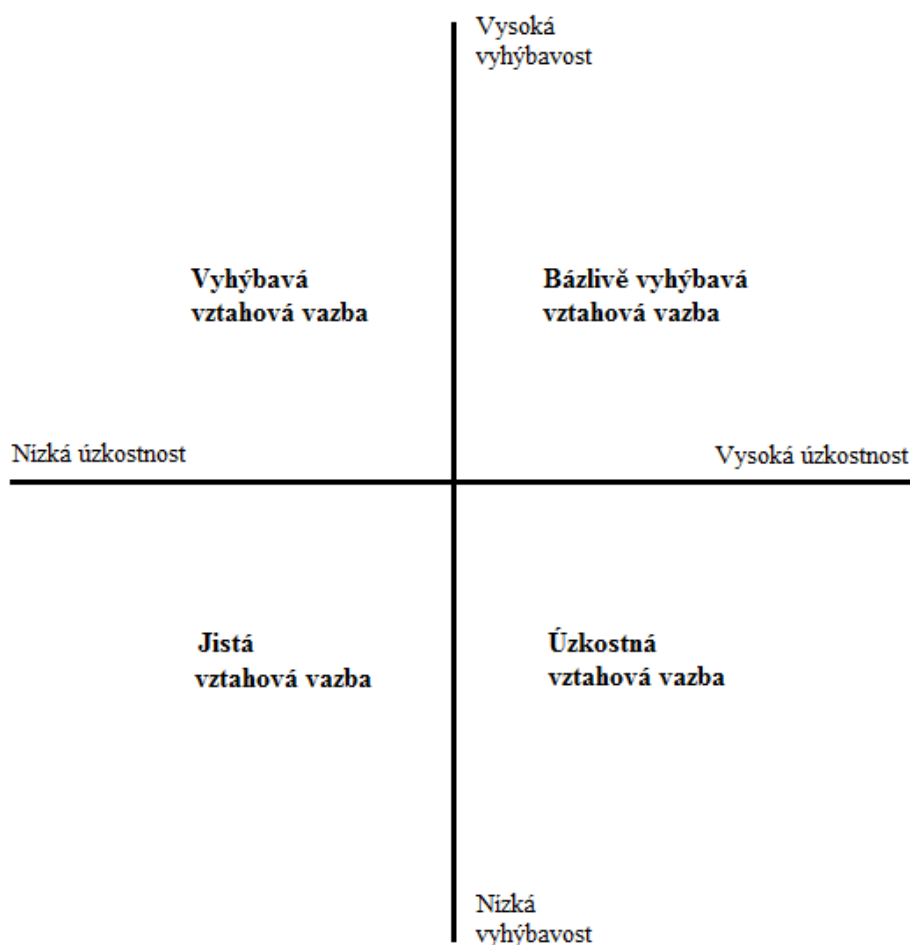 Vysoká
vyhýbavost
Vyhýbavá
vztahová vazba
Bázlivě vyhýbavá
vztahová vazba
Nízká úzkostnost
Vysoká úzkostnost
Jistá
vztahová vazba
Úzkostná
vztahová vazba
Nízká
vyhýbavost